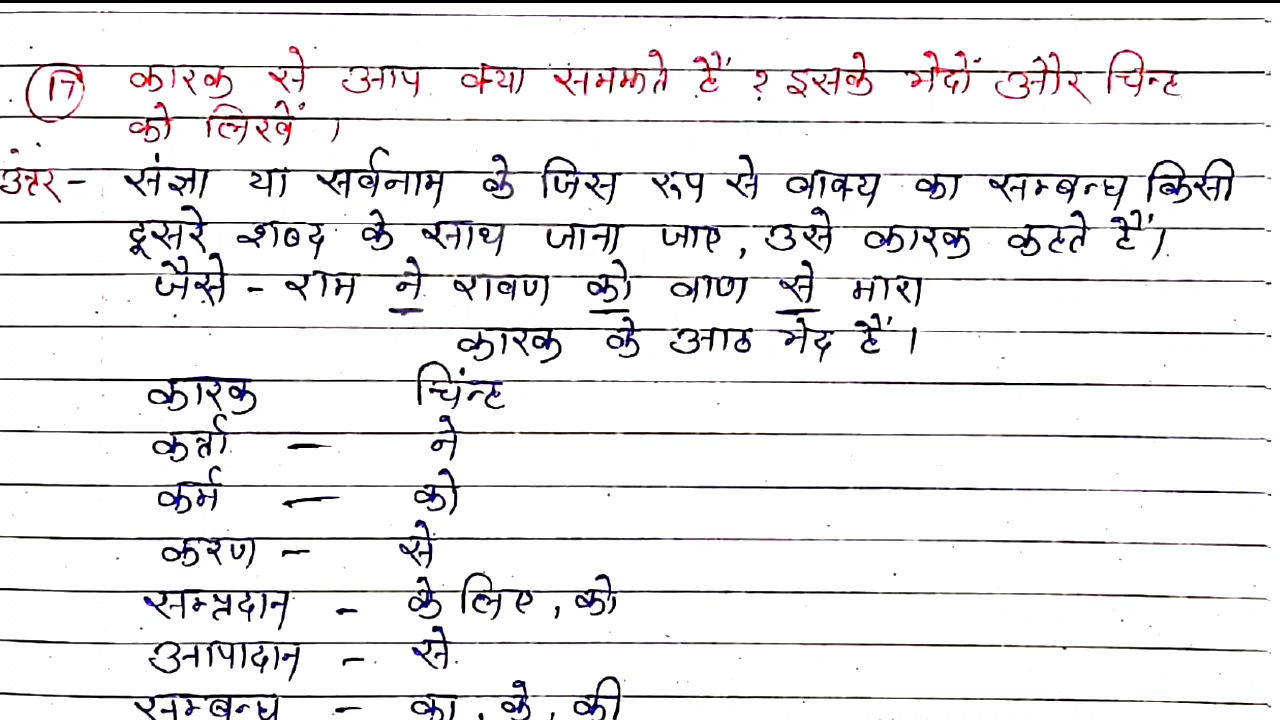 17 कारक से आप क्या समझते हैं ? इसके भेदों और चिन्ह
को लिखें ।
उत्तर - संज्ञा या सर्वनाम के जिस रूप से वाक्य का सम्बन्ध किसी
दूसरे शब्द के साथ जाना जाए, उसे कारक कहते हैं।
जैसे - राम ने रावण को वाण से मारा
कारक के आठ भेद हैं।
कारक चिंन्ह
कर्त्ता - ने
कर्म - को
करण - से
सम्प्रदान - के लिए, को
आपादान - से
सम्बन्ध - का, के, की